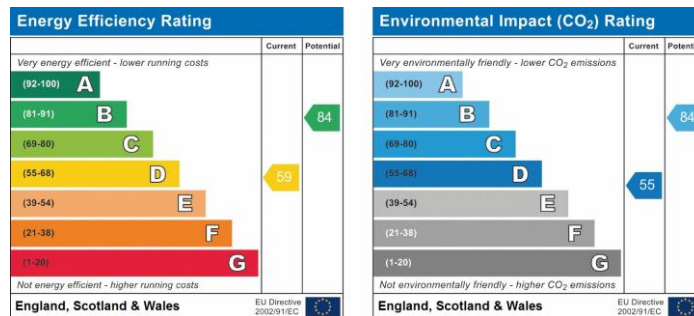 Energy Efficiency Rating
Current Potential
Very energy efficient - lower running costs
(92-100) A
(81-91) B
84
(69-80) C
(55-68) D
59
(39-54) E
(21-38) F
(1-20) G
Not energy efficient - higher running costs
England, Scotland & Wales
EU Directive
2002/91/EC
Environmental Impact (CO₂) Rating
Current Potent
Very environmentally friendly - lower CO₂ emissions
(92-100) A
(81-91) B
84
(69-80) C
(55-68) D
55
(39-54) E
(21-38) F
(1-20) G
Not environmentally friendly - higher CO₂ emissions
England, Scotland & Wales
EU Directive
2002/91/EC